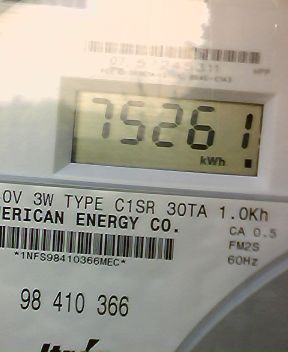 75261
kWh
0V 3W TYPE C1SR 30TA 1.0Kh
ERICAN ENERGY CO.
CA 0.5
FM2S
*1NFS98410366MEC*
60Hz
98 410 366